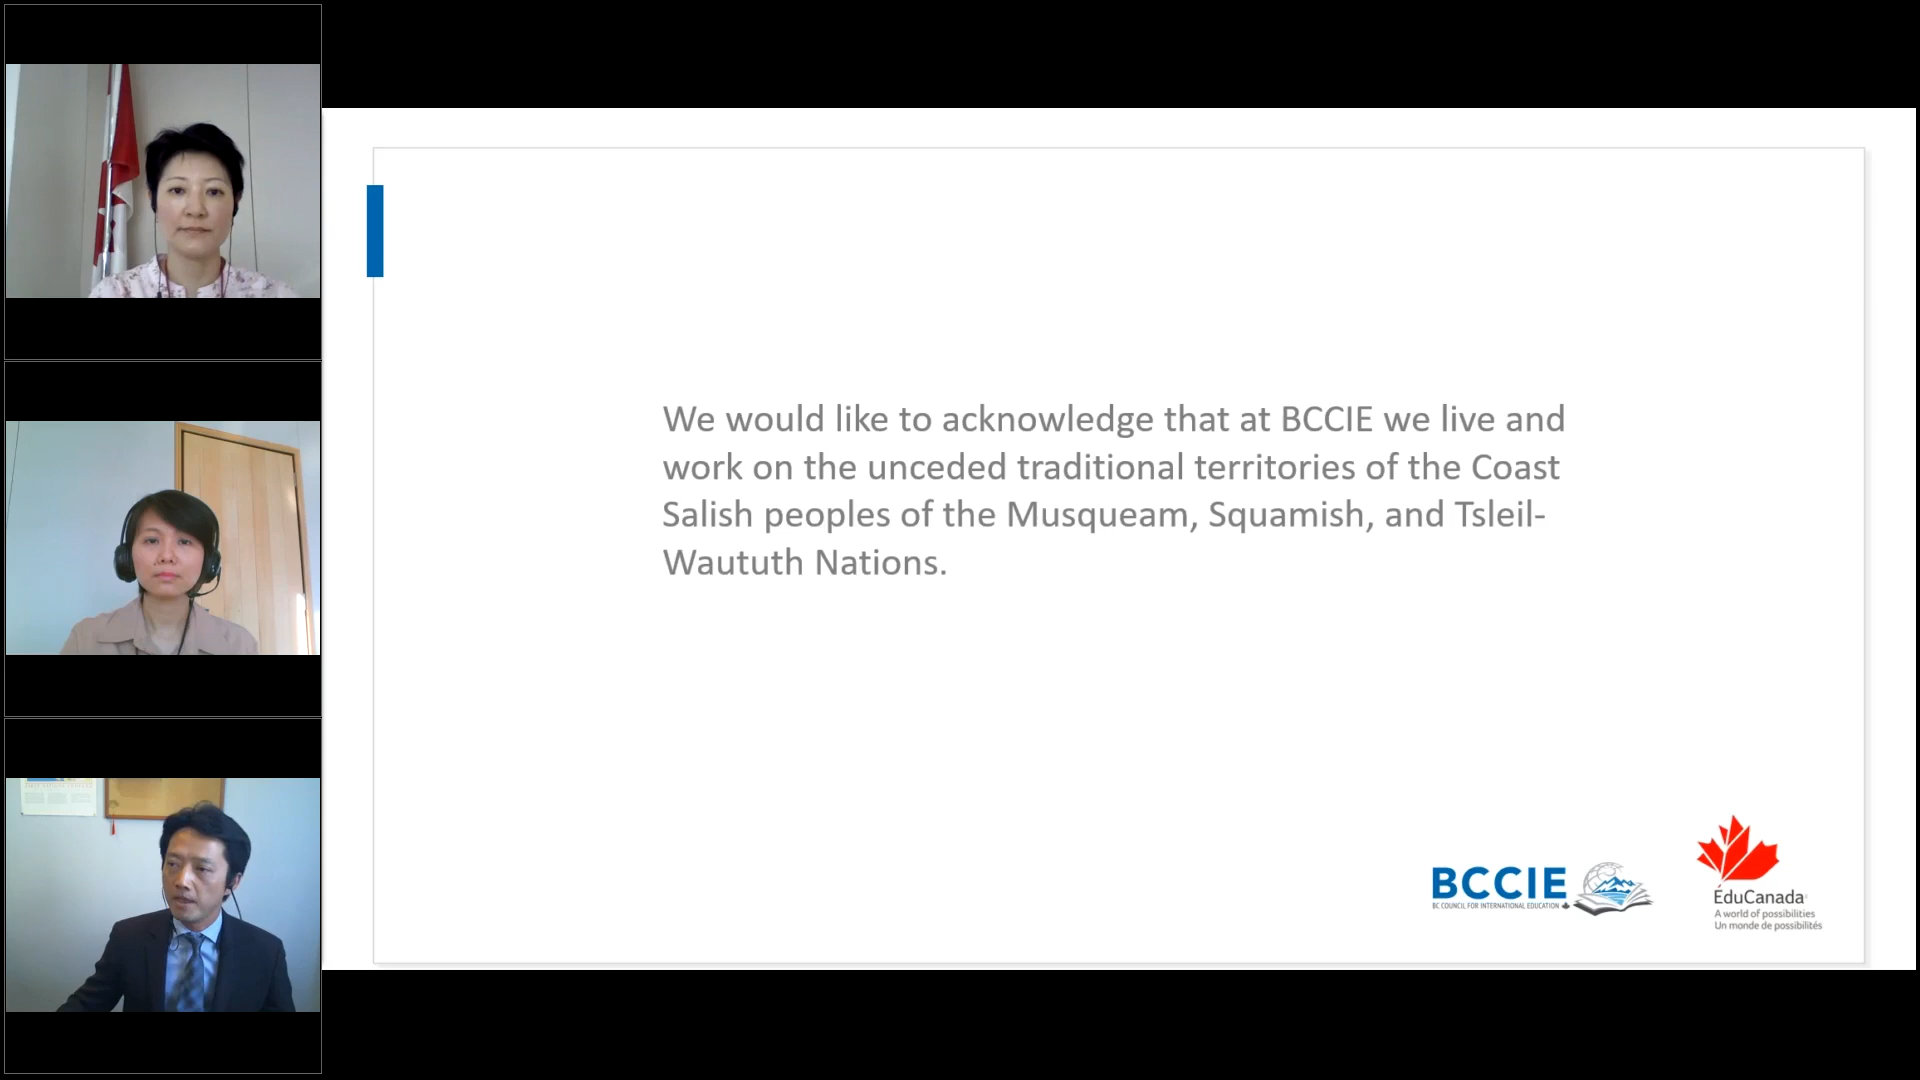 We would like to acknowledge that at BCCIE we live and
work on the unceded traditional territories of the Coast
Salish peoples of the Musqueam, Squamish, and Tsleil-
Waututh Nations.
BCCIE
BC COUNCIL FOR INTERNATIONAL EDUCATION
ÉduCanada
A world of possibilities
Un monde de possibilités